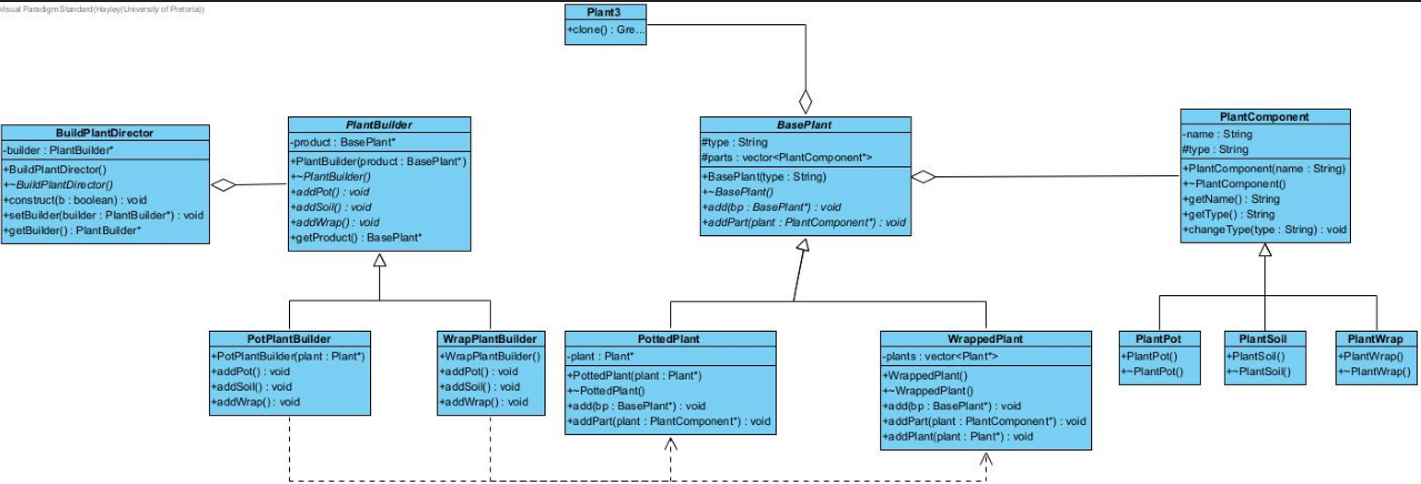 Visual Paradigm Standard(Hayley(University of Pretoria))
Plant3
+clone() : Gre...
BuildPlantDirector
-builder : PlantBuilder*
+BuildPlantDirector()
+~BuildPlantDirector()
+construct(b : boolean) : void
+setBuilder(builder : PlantBuilder*) : void
+getBuilder() : PlantBuilder*
PlantBuilder
-product : BasePlant*
+PlantBuilder(product : BasePlant*)
+~PlantBuilder()
+addPot() : void
+addSoil() : void
+addWrap() : void
+getProduct() : BasePlant*
BasePlant
#type : String
#parts : vector<PlantComponent*>
+BasePlant(type : String)
+~BasePlant()
+add(bp : BasePlant*) : void
+addPart(plant : PlantComponent*) : void
PlantComponent
-name : String
#type : String
+PlantComponent(name : String)
+~PlantComponent()
+getName() : String
+getType() : String
+changeType(type : String) : void
PotPlantBuilder
+PotPlantBuilder(plant : Plant*)
+addPot() : void
+addSoil() : void
+addWrap() : void
WrapPlantBuilder
+WrapPlantBuilder()
+addPot() : void
+addSoil() : void
+addWrap() : void
PottedPlant
-plant : Plant*
+PottedPlant(plant : Plant*)
+~PottedPlant()
+add(bp : BasePlant*) : void
+addPart(plant : PlantComponent*) : void
WrappedPlant
-plants : vector<Plant*>
+WrappedPlant()
+~WrappedPlant()
+add(bp : BasePlant*) : void
+addPart(plant : PlantComponent*) : void
+addPlant(plant : Plant*) : void
PlantPot
+PlantPot()
+~PlantPot()
PlantSoil
+PlantSoil()
+~PlantSoil()
PlantWrap
+PlantWrap()
+~PlantWrap()